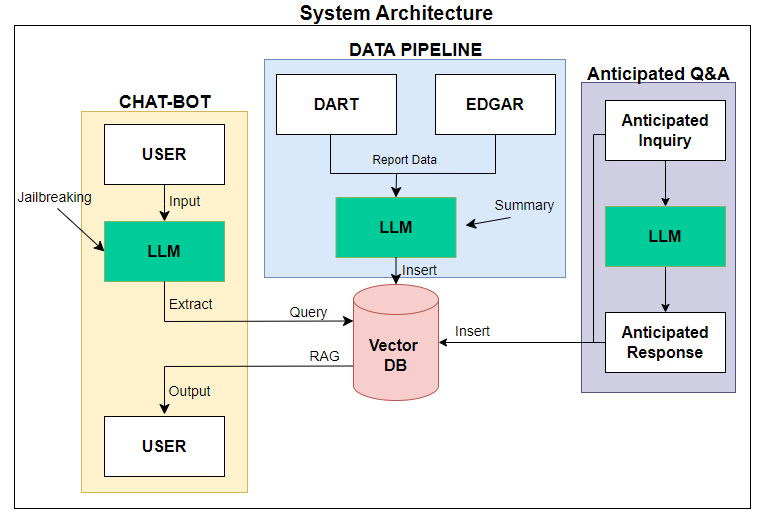 System Architecture
DATA PIPELINE
Anticipated Q&A
CHAT-BOT
DART
EDGAR
Anticipated
Inquiry
USER
Report Data
Jailbreaking
Input
Summary
LLM
LLM
LLM
Insert
Extract
Query
Insert
Vector
DB
Anticipated
Response
RAG
Output
USER